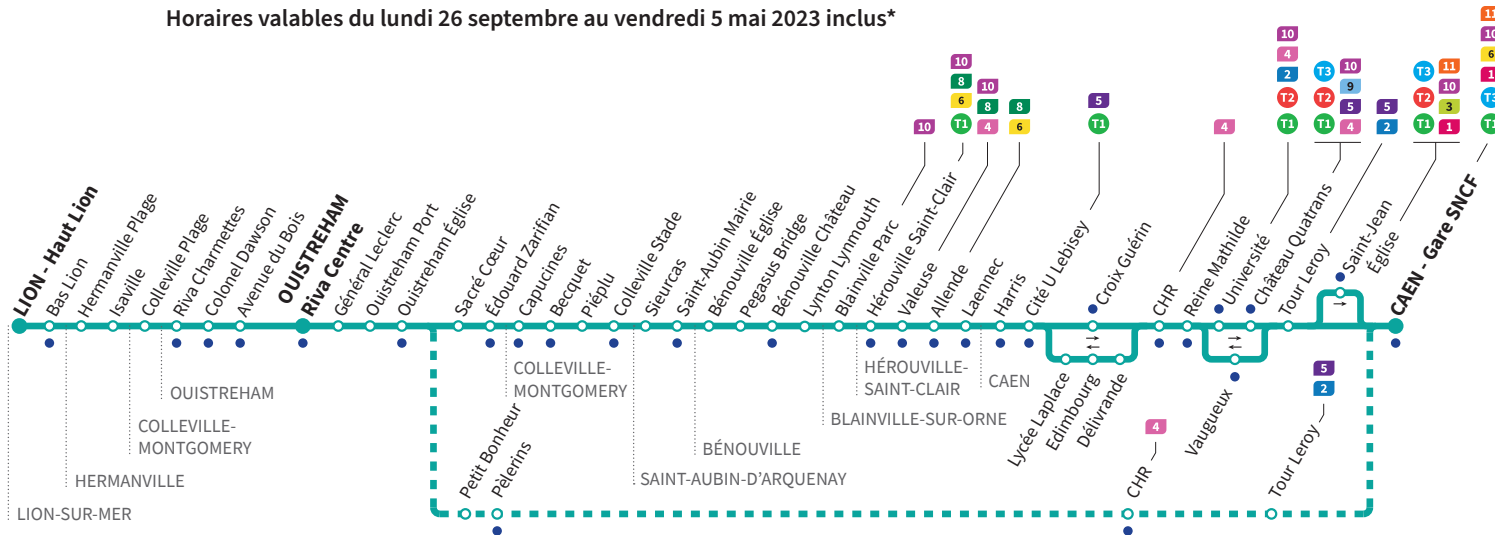 Horaires valables du lundi 26 septembre au vendredi 5 mai 2023 inclus*
LION - Haut Lion
Bas Lion
Hermanville Plage
Isaville
Colleville Plage
Riva Charmettes
Colonel Dawson
Avenue du Bois
OUISTREHAM
Riva Centre
Général Leclerc
Ouistreham Port
Ouistreham Église
Sacré Cœur
Édouard Zarifian
Capucines
Becquet
Piéplu
Colleville Stade
Sieurcas
Saint-Aubin Mairie
Bénouville Église
Pegasus Bridge
Bénouville Château
Lynton Lynmouth
Blainville Parc
10
Hérouville Saint-Clair
10
8
6
T1
Valeuse
10
8
4
Allende
8
6
Laennec
Harris
Cité U Lebisey
Croix Guérin
5
T1
Lycée Laplace
Edimbourg
Délivrande
CHR
4
Reine Mathilde
Université
10
4
2
T2
T1
Château Quatrans
T3 10
T2 9
5
T1 4
Vaugueux
Tour Leroy
5
2
Saint-Jean
Église
T3 11
T2 10
3
T1 1
CAEN - Gare SNCF
11
10
6
1
T3
T1
Petit Bonheur
Pèlerins
CHR
4
Tour Leroy
5
2
LION-SUR-MER
HERMANVILLE
COLLEVILLE-
MONTGOMERY
OUISTREHAM
COLLEVILLE-
MONTGOMERY
SAINT-AUBIN-D'ARQUENAY
BÉNOUVILLE
BLAINVILLE-SUR-ORNE
HÉROUVILLE-
SAINT-CLAIR
CAEN